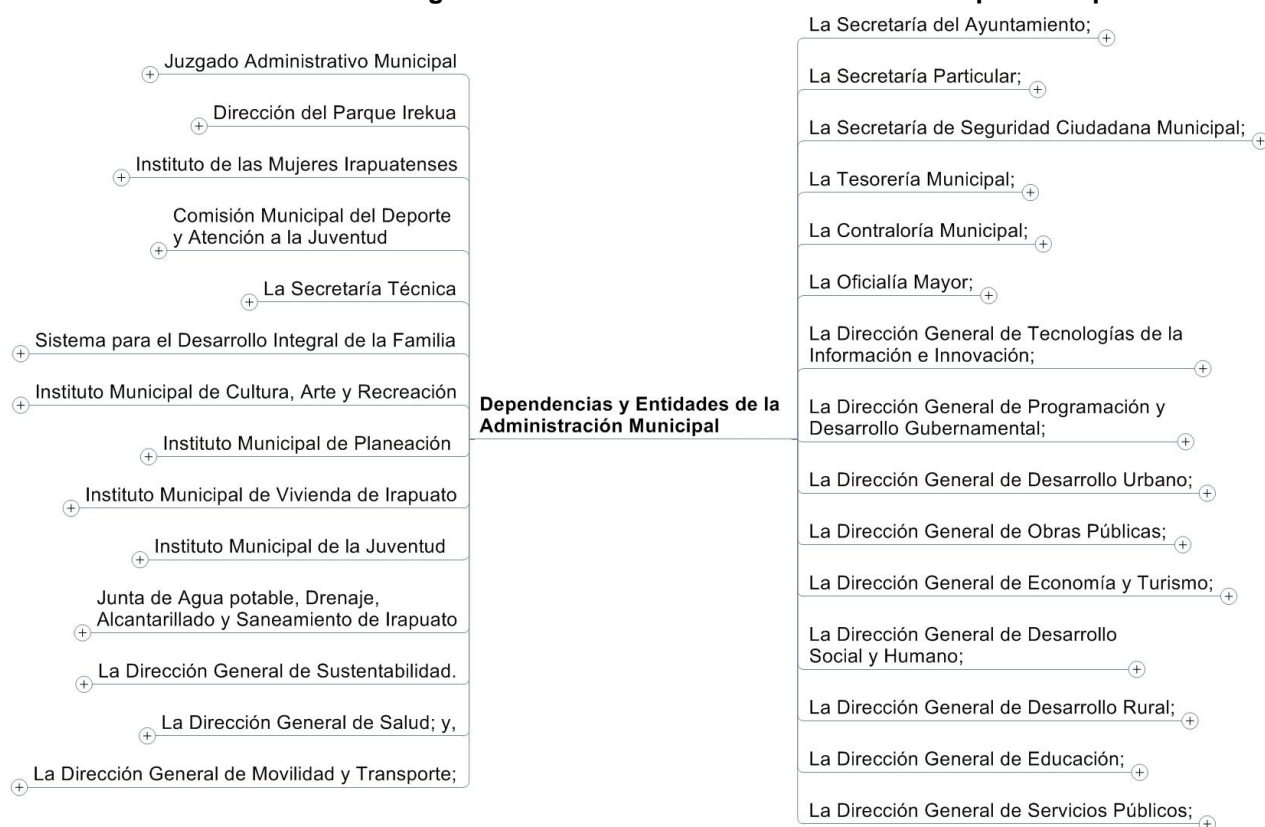 Juzgado Administrativo Municipal
Dirección del Parque Irekua
Instituto de las Mujeres Irapuatenses
Comisión Municipal del Deporte
y Atención a la Juventud
La Secretaría Técnica
Sistema para el Desarrollo Integral de la Familia
Instituto Municipal de Cultura, Arte y Recreación
Instituto Municipal de Planeación
Instituto Municipal de Vivienda de Irapuato
Instituto Municipal de la Juventud
Junta de Agua potable, Drenaje,
Alcantarillado y Saneamiento de Irapuato
La Dirección General de Sustentabilidad.
La Dirección General de Salud; y,
La Dirección General de Movilidad y Transporte;
Dependencias y Entidades de la
Administración Municipal
La Secretaría del Ayuntamiento;
La Secretaría Particular;
La Secretaría de Seguridad Ciudadana Municipal;
La Tesorería Municipal;
La Contraloría Municipal;
La Oficialía Mayor;
La Dirección General de Tecnologías de la
Información e Innovación;
La Dirección General de Programación y
Desarrollo Gubernamental;
La Dirección General de Desarrollo Urbano;
La Dirección General de Obras Públicas;
La Dirección General de Economía y Turismo;
La Dirección General de Desarrollo
Social y Humano;
La Dirección General de Desarrollo Rural;
La Dirección General de Educación;
La Dirección General de Servicios Públicos;